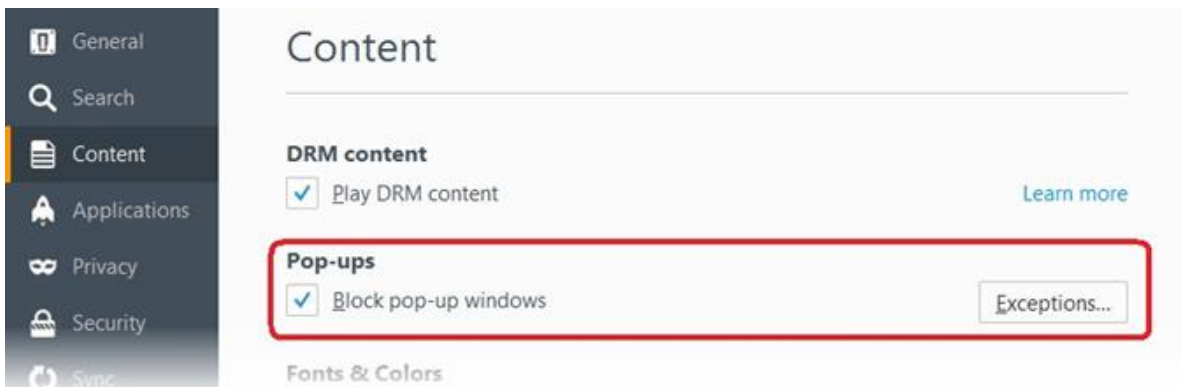 General
Search
Content
Applications
Privacy
Security
Sync
Content
DRM content
Play DRM content
Learn more
Pop-ups
Block pop-up windows
Exceptions...
Fonts & Colors